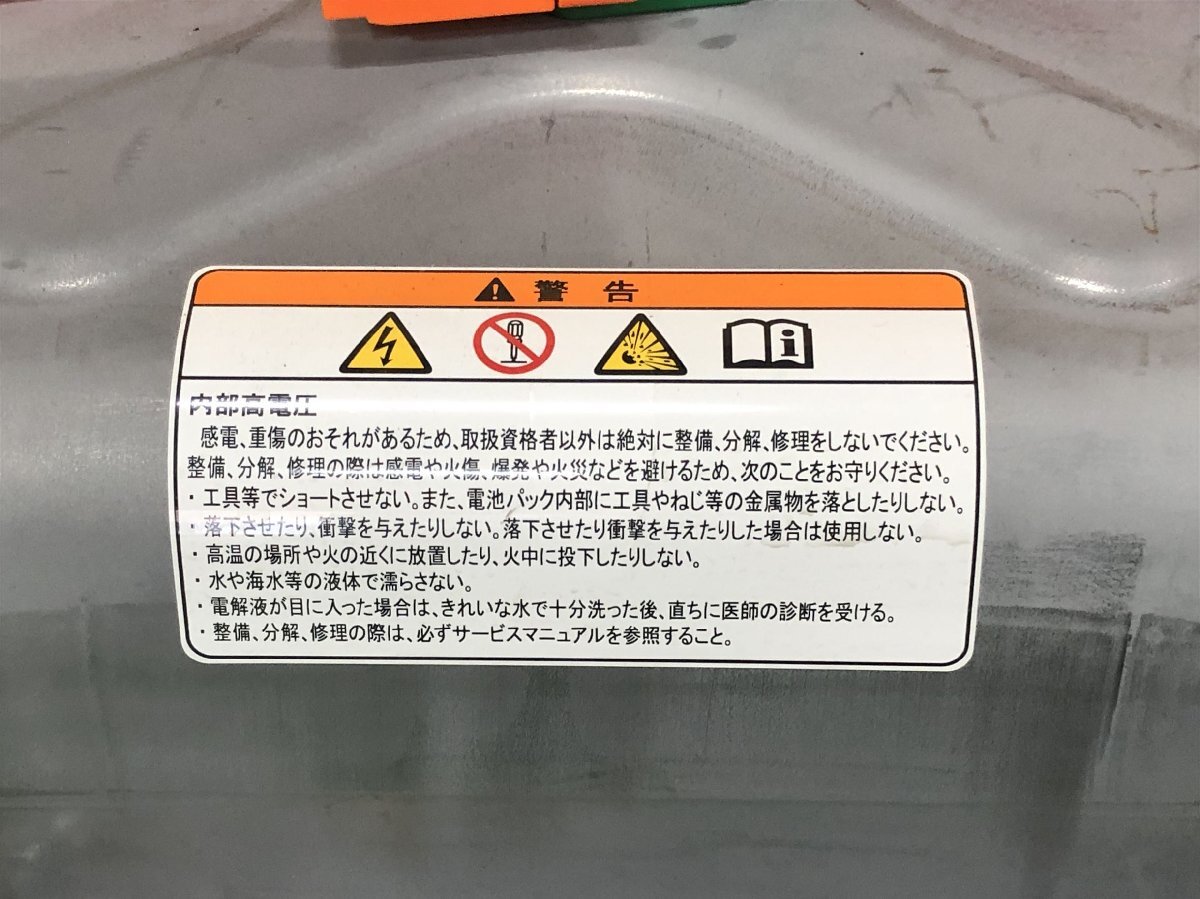 警告
内部高電圧
感電、重傷のおそれがあるため、取扱資格者以外は絶対に整備、分解、修理をしないでください。
整備、分解、修理の際は感電や火傷、爆発や火災などを避けるため、次のことをお守りください。
・工具等でショートさせない。また、電池パック内部に工具やねじ等の金属物を落としたりしない。
・落下させたり、衝撃を与えたりしない。落下させたり衝撃を与えたりした場合は使用しない。
・高温の場所や火の近くに放置したり、火中に投下したりしない。
・水や海水等の液体で濡らさない。
・電解液が目に入った場合は、きれいな水で十分洗った後、直ちに医師の診断を受ける。
・整備、分解、修理の際は、必ずサービスマニュアルを参照すること。